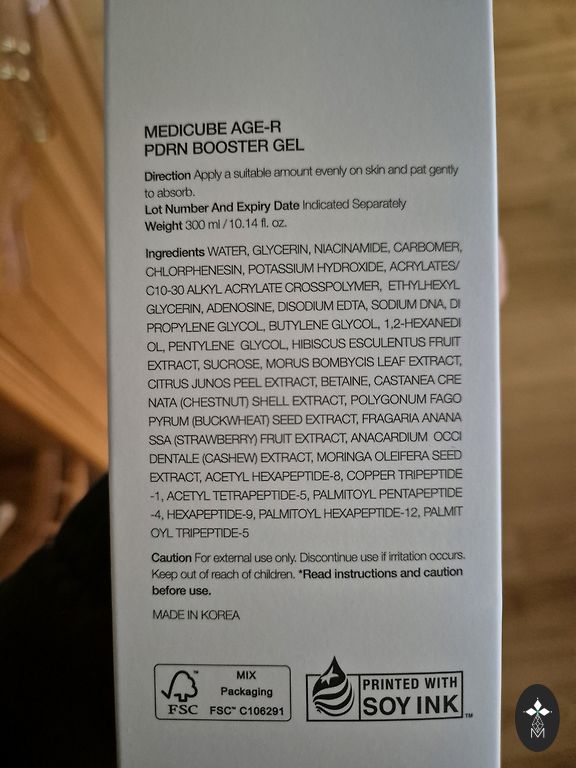 MEDICUBE AGE-R
PDRN BOOSTER GEL
Direction Apply a suitable amount evenly on skin and pat gently
to absorb.
Lot Number And Expiry Date Indicated Separately
Weight 300 ml / 10.14 fl. oz.
Ingredients WATER, GLYCERIN, NIACINAMIDE, CARBOMER,
CHLORPHENESIN, POTASSIUM HYDROXIDE, ACRYLATES/
C10-30 ALKYL ACRYLATE CROSSPOLYMER, ETHYLHEXYL
GLYCERIN, ADENOSINE, DISODIUM EDTA, SODIUM DNA, DI
PROPYLENE GLYCOL, BUTYLENE GLYCOL, 1,2-HEXANEDI
OL, PENTYLENE GLYCOL, HIBISCUS ESCULENTUS FRUIT
EXTRACT, SUCROSE, MORUS BOMBYCIS LEAF EXTRACT,
CITRUS JUNOS PEEL EXTRACT, BETAINE, CASTANEA CRE
NATA (CHESTNUT) SHELL EXTRACT, POLYGONUM FAGO
PYRUM (BUCKWHEAT) SEED EXTRACT, FRAGARIA ANANA
SSA (STRAWBERRY) FRUIT EXTRACT, ANACARDIUM OCCI
DENTALE (CASHEW) EXTRACT, MORINGA OLEIFERA SEED
EXTRACT, ACETYL HEXAPEPTIDE-8, COPPER TRIPEPTIDE
-1, ACETYL TETRAPEPTIDE-5, PALMITOYL PENTAPEPTIDE
-4, HEXAPEPTIDE-9, PALMITOYL HEXAPEPTIDE-12, PALMIT
OYL TRIPEPTIDE-5
Caution For external use only. Discontinue use if irritation occurs.
Keep out of reach of children. *Read instructions and caution
before use.
MADE IN KOREA
FSC™
MIX
Packaging
FSC™ C106291
PRINTED WITH
SOY INK™
M